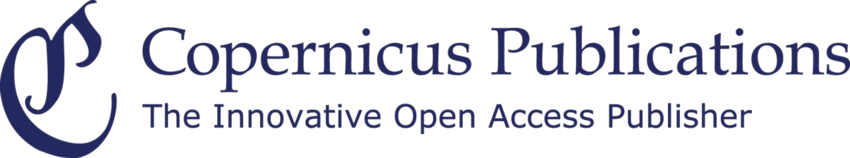 Copernicus Publications
The Innovative Open Access Publisher